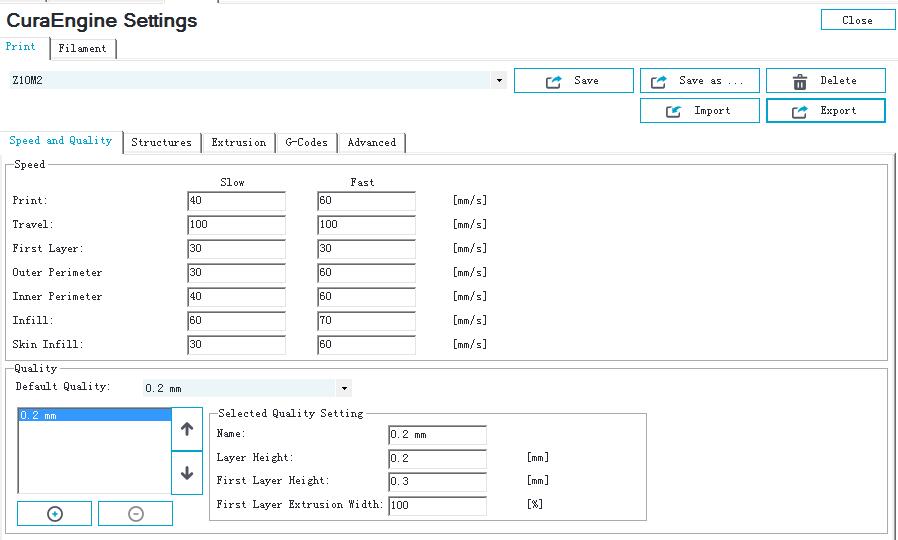 CuraEngine Settings
Close
Print Filament
Z10M2 Save Save as ... Delete
Import Export
Speed and Quality Structures Extrusion G-Codes Advanced
Speed
Slow Fast
Print: 40 60 [mm/s]
Travel: 100 100 [mm/s]
First Layer: 30 30 [mm/s]
Outer Perimeter 30 60 [mm/s]
Inner Perimeter 40 60 [mm/s]
Infill: 60 70 [mm/s]
Skin Infill: 30 60 [mm/s]
Quality
Default Quality: 0.2 mm
0.2 mm
Selected Quality Setting
Name: 0.2 mm
Layer Height: 0.2 [mm]
First Layer Height: 0.3 [mm]
First Layer Extrusion Width: 100 [%]